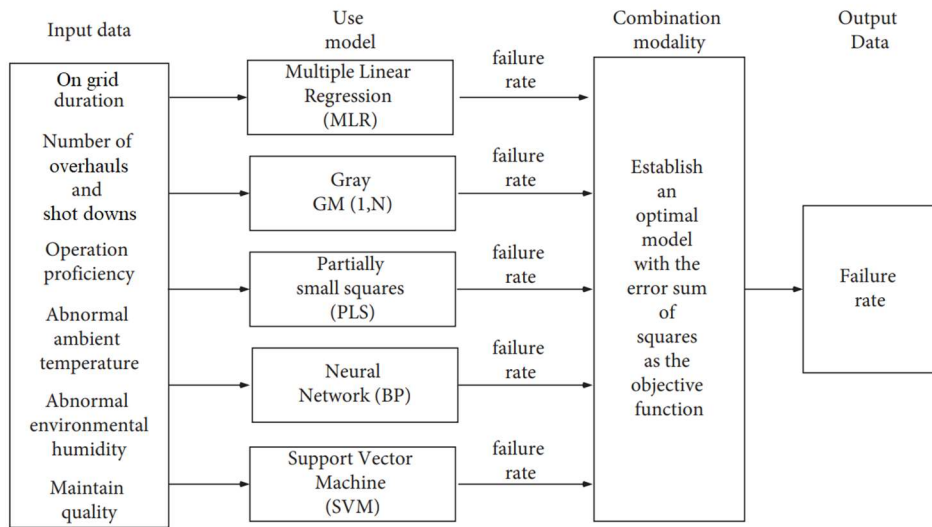 Input data
On grid
duration
Number of
overhauls
and
shot downs
Operation
proficiency
Abnormal
ambient
temperature
Abnormal
environmental
humidity
Maintain
quality
Use
model
Multiple Linear
Regression
(MLR)
Gray
GM (1,N)
Partially
small squares
(PLS)
Neural
Network (BP)
Support Vector
Machine
(SVM)
failure
rate
failure
rate
failure
rate
failure
rate
failure
rate
Combination
modality
Establish
an
optimal
model
with the
error sum
of
squares
as the
objective
function
Output
Data
Failure
rate